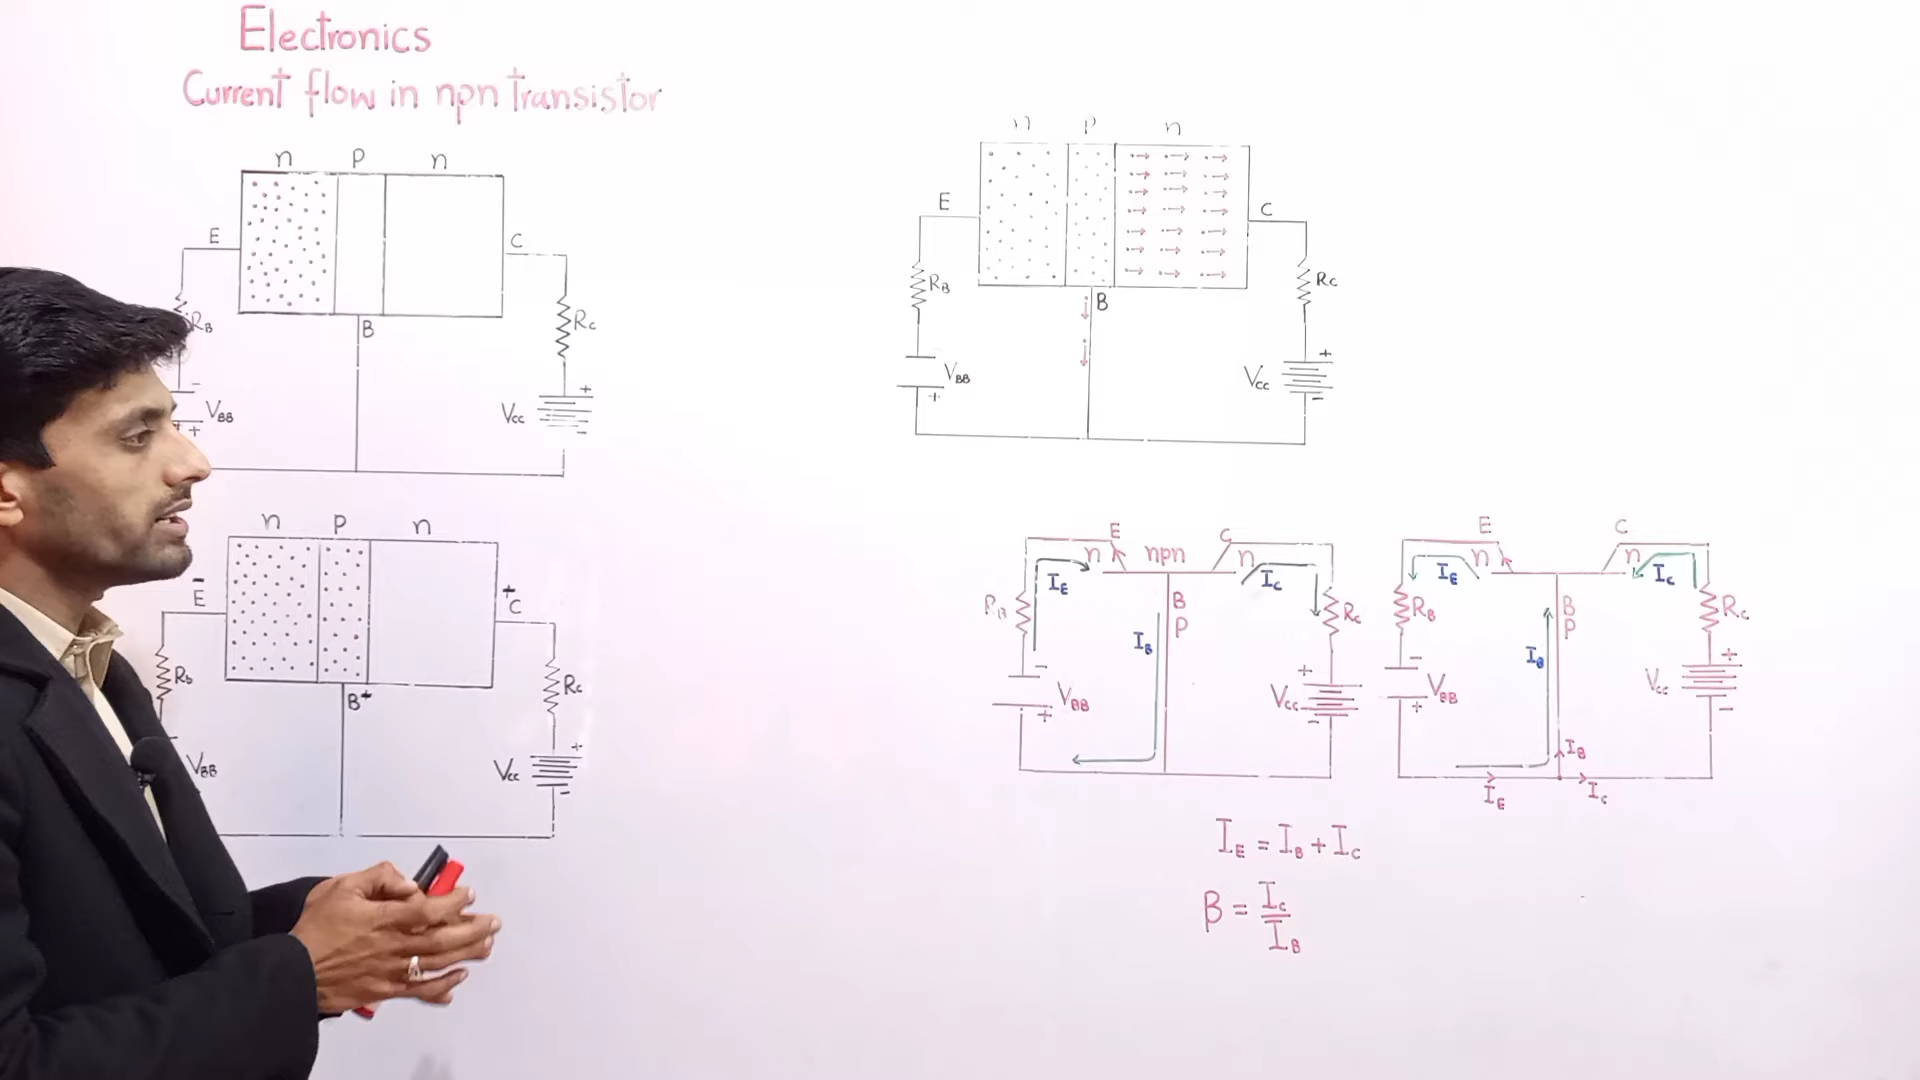 Electronics
Current flow in npn transistor
n P n
E
C
RB
B
RC
-
VBB
+
+
VCC
-
n P n
-
E
+
C
Rb
B+
RC
VBB
+
VCC
-
n P n
E
C
RB
B
RC
-
VBB
+
+
VCC
-
E
C
n npn n
IE
IC
B
P
RC
IB
-
VBB
+
+
VCC
-
E
C
n
n
IE
IC
RB
B
P
RC
IB
-
VBB
+
+
VCC
-
IB
IE
IC
IE = IB + IC
β = IC
IB